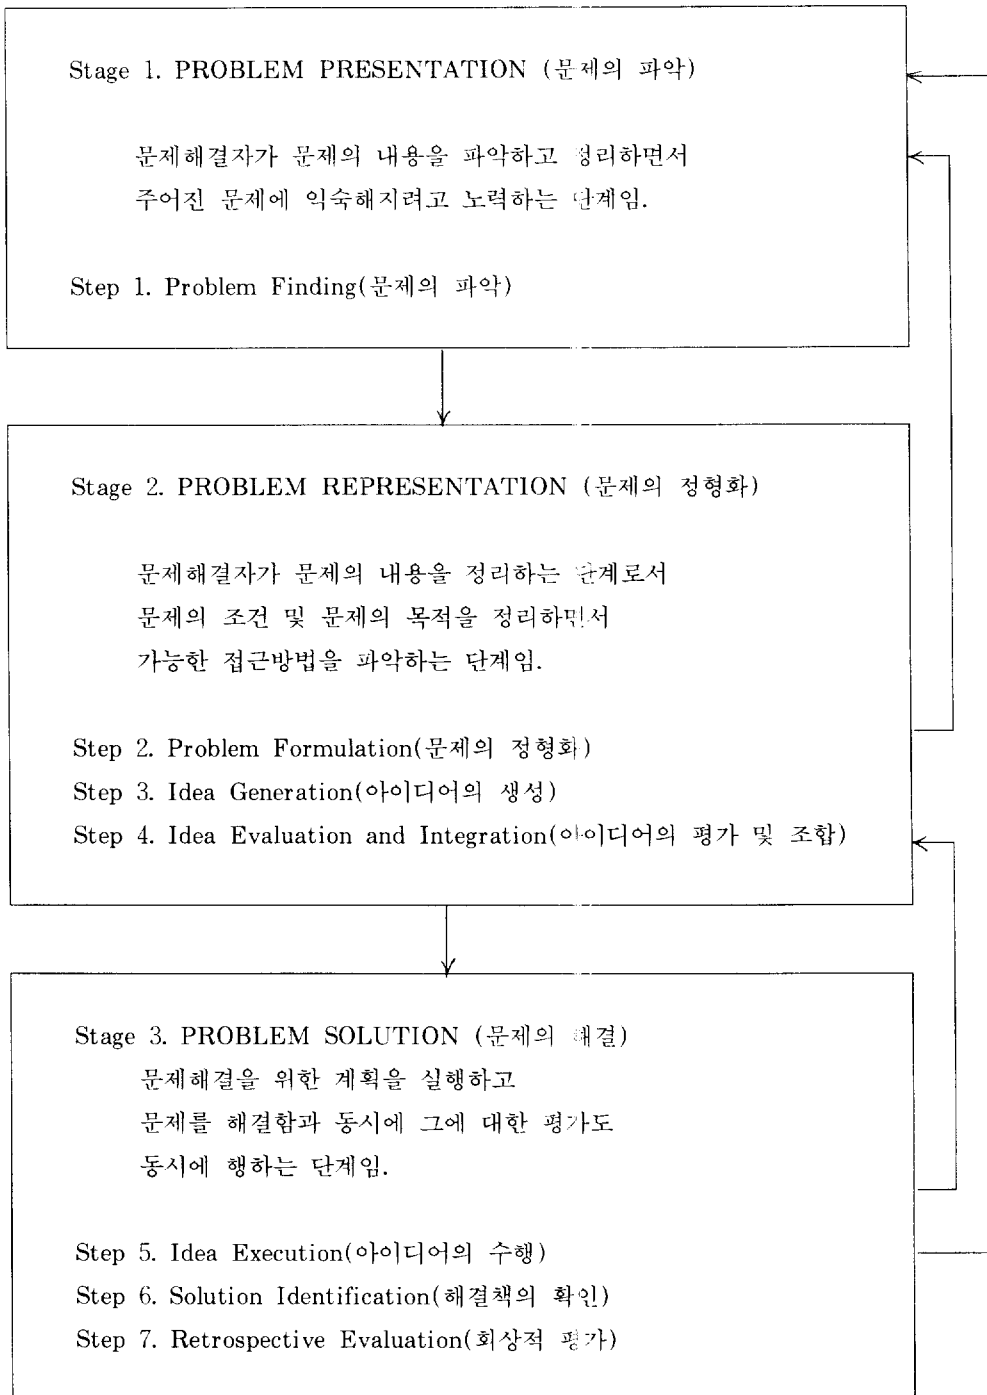 Stage 1. PROBLEM PRESENTATION (문제의 파악)
문제해결자가 문제의 내용을 파악하고 정리하면서
주어진 문제에 익숙해지려고 노력하는 단계임.
Step 1. Problem Finding(문제의 파악)
Stage 2. PROBLEM REPRESENTATION (문제의 정형화)
문제해결자가 문제의 내용을 정리하는 단계로서
문제의 조건 및 문제의 목적을 정리하면서
가능한 접근방법을 파악하는 단계임.
Step 2. Problem Formulation(문제의 정형화)
Step 3. Idea Generation(아이디어의 생성)
Step 4. Idea Evaluation and Integration(아이디어의 평가 및 조합)
Stage 3. PROBLEM SOLUTION (문제의 해결)
문제해결을 위한 계획을 실행하고
문제를 해결함과 동시에 그에 대한 평가도
동시에 행하는 단계임.
Step 5. Idea Execution(아이디어의 수행)
Step 6. Solution Identification(해결책의 확인)
Step 7. Retrospective Evaluation(회상적 평가)